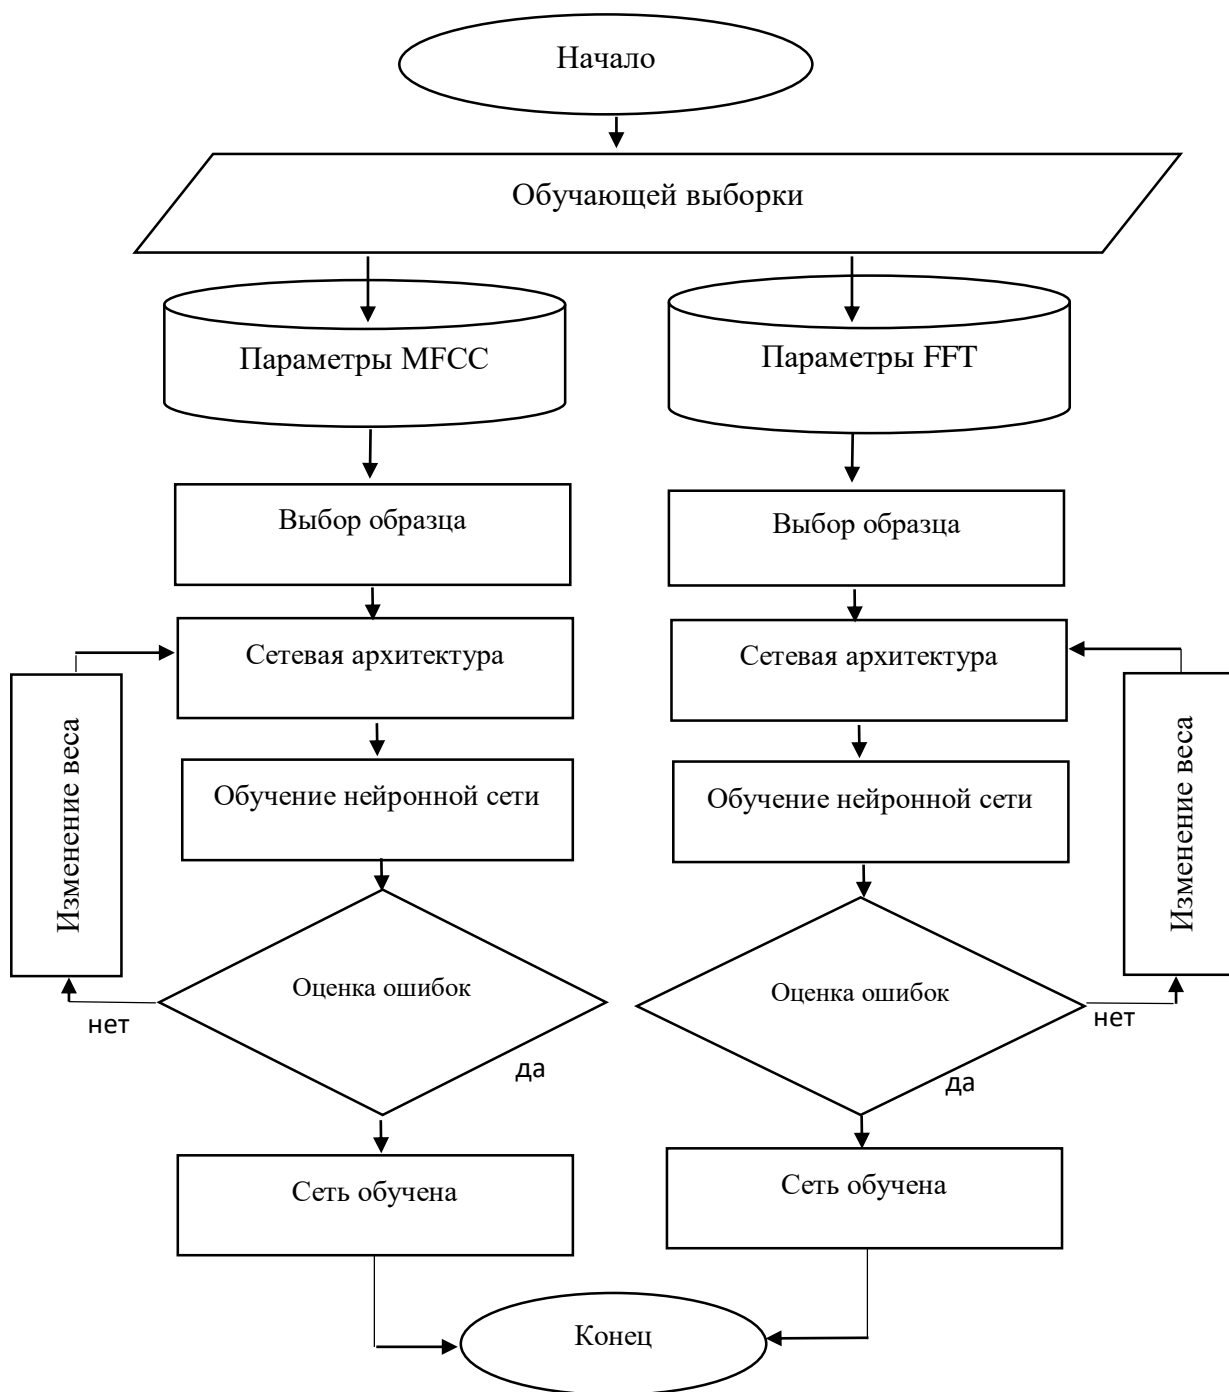 Начало
Обучающей выборки
Параметры MFCC
Параметры FFT
Выбор образца
Выбор образца
Сетевая архитектура
Сетевая архитектура
Изменение веса
Изменение веса
Обучение нейронной сети
Обучение нейронной сети
Оценка ошибок
Оценка ошибок
нет
нет
да
да
Сеть обучена
Сеть обучена
Конец